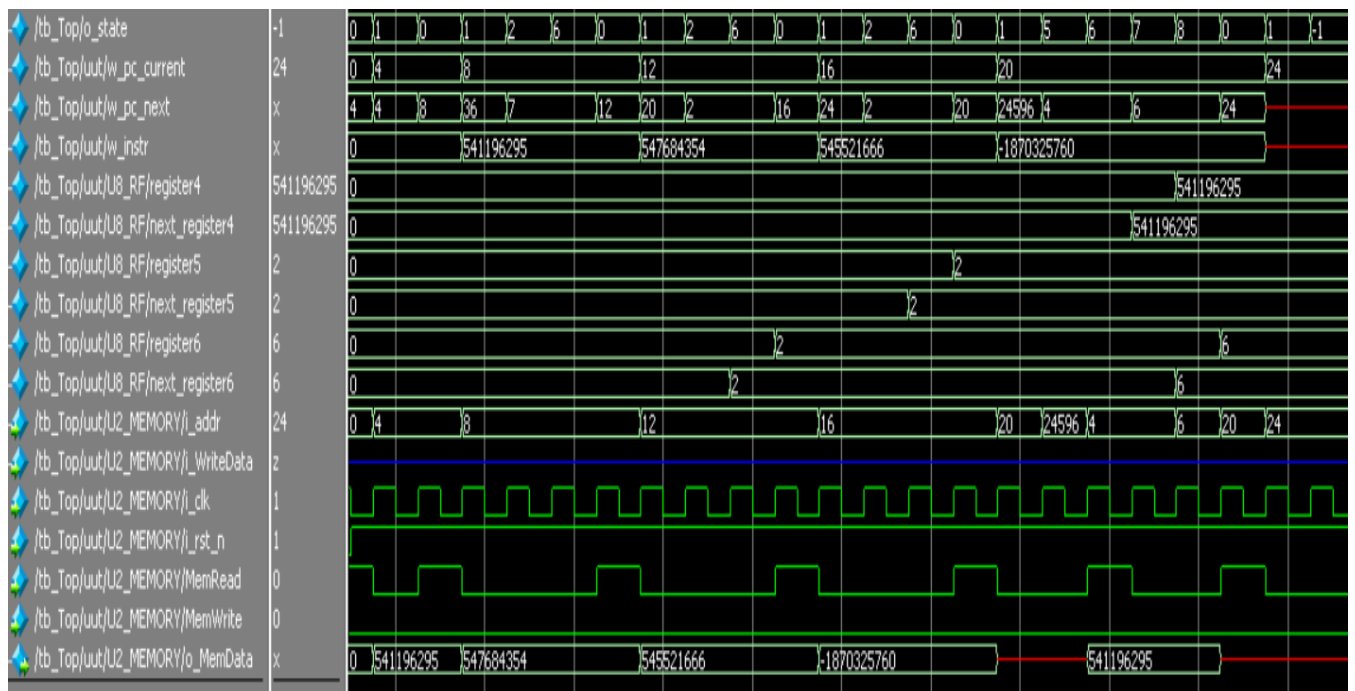 /tb_Top/o_state -1 0 1 0 1 2 6 0 1 2 6 0 1 2 6 0 1 5 6 7 8 0 1 -1
/tb_Top/uut/w_pc_current 24 0 4 8 12 16 20 24
/tb_Top/uut/w_pc_next x 4 4 8 36 7 12 20 2 16 24 2 20 24596 4 6 24
/tb_Top/uut/w_instr x 0 541196295 547684354 545521666 -1870325760
/tb_Top/uut/U8_RF/register4 541196295 0 541196295
/tb_Top/uut/U8_RF/next_register4 541196295 0 541196295
/tb_Top/uut/U8_RF/register5 2 0 2
/tb_Top/uut/U8_RF/next_register5 2 0 2
/tb_Top/uut/U8_RF/register6 6 0 2 6
/tb_Top/uut/U8_RF/next_register6 6 0 2 6
/tb_Top/uut/U2_MEMORY/i_addr 24 0 4 8 12 16 20 24596 4 6 20 24
/tb_Top/uut/U2_MEMORY/i_WriteData z
/tb_Top/uut/U2_MEMORY/i_clk 1
/tb_Top/uut/U2_MEMORY/i_rst_n 1
/tb_Top/uut/U2_MEMORY/MemRead 0
/tb_Top/uut/U2_MEMORY/MemWrite 0
/tb_Top/uut/U2_MEMORY/o_MemData x 0 541196295 547684354 545521666 -1870325760 541196295